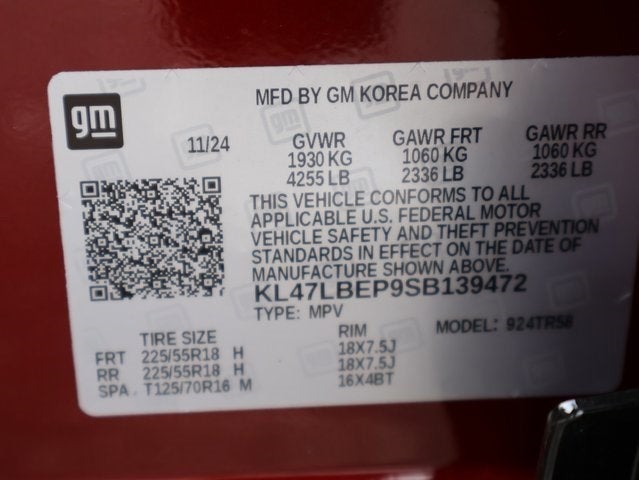 gm
MFD BY GM KOREA COMPANY
11/24
GVWR GAWR FRT GAWR RR
1930 KG 1060 KG 1060 KG
4255 LB 2336 LB 2336 LB
THIS VEHICLE CONFORMS TO ALL
APPLICABLE U.S. FEDERAL MOTOR
VEHICLE SAFETY AND THEFT PREVENTION
STANDARDS IN EFFECT ON THE DATE OF
MANUFACTURE SHOWN ABOVE.
KL47LBEP9SB139472
TYPE: MPV MODEL: 924TR58
TIRE SIZE RIM
FRT 225/55R18 H 18X7.5J
RR 225/55R18 H 18X7.5J
SPA T125/70R16 M 16X4BT